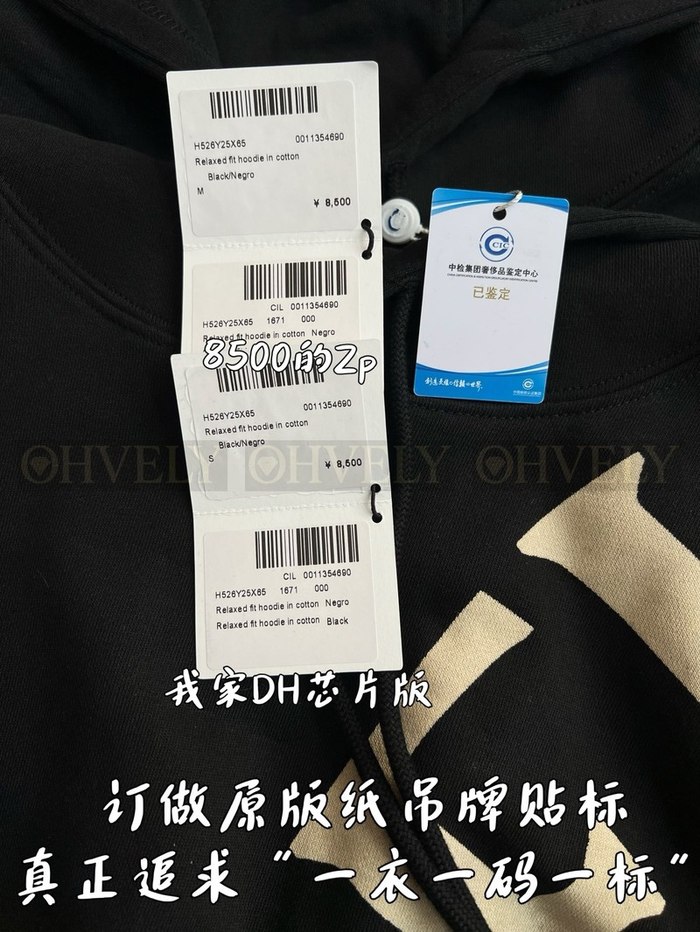 H526Y25X65 0011354690
Relaxed fit hoodie in cotton
Black/Negro
M
¥ 8,500
CIL 0011354690
H526Y25X65 1671 000
Relaxed fit hoodie in cotton Negro
8500的Zp
H526Y25X65 0011354690
Relaxed fit hoodie in cotton
Black/Negro
S
¥ 8,500
CIL 0011354690
H526Y25X65 1671 000
Relaxed fit hoodie in cotton Negro
Relaxed fit hoodie in cotton Black
CIC
中检集团奢侈品鉴定中心
已鉴定
OHVELY OHVELY OHVELY
我家DH芯片版
订做原版纸吊牌贴标
真正追求“一衣一码一标”